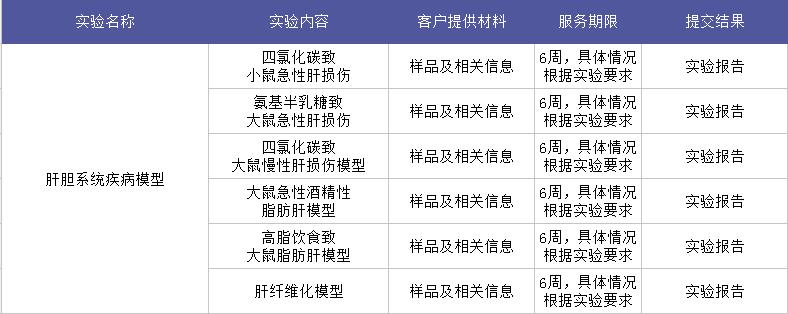 实验名称 实验内容 客户提供材料 服务期限 提交结果
肝胆系统疾病模型
四氯化碳致
小鼠急性肝损伤
样品及相关信息
6周，具体情况
根据实验要求
实验报告
氨基半乳糖致
大鼠急性肝损伤
样品及相关信息
6周，具体情况
根据实验要求
实验报告
四氯化碳致
大鼠慢性肝损伤模型
样品及相关信息
6周，具体情况
根据实验要求
实验报告
大鼠急性酒精性
脂肪肝模型
样品及相关信息
6周，具体情况
根据实验要求
实验报告
高脂饮食致
大鼠脂肪肝模型
样品及相关信息
6周，具体情况
根据实验要求
实验报告
肝纤维化模型
样品及相关信息
6周，具体情况
根据实验要求
实验报告